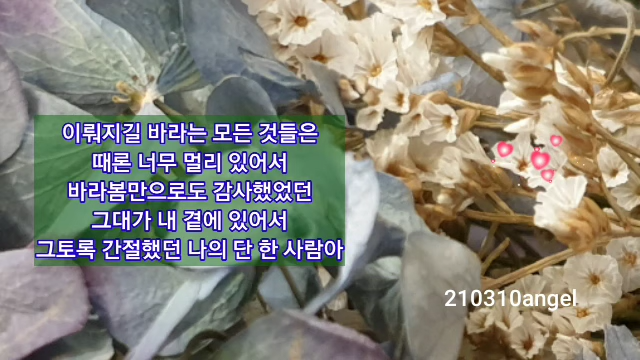 이뤄지길 바라는 모든 것들은
때론 너무 멀리 있어서
바라봄만으로도 감사했었던
그대가 내 곁에 있어서
그토록 간절했던 나의 단 한 사람아
210310angel